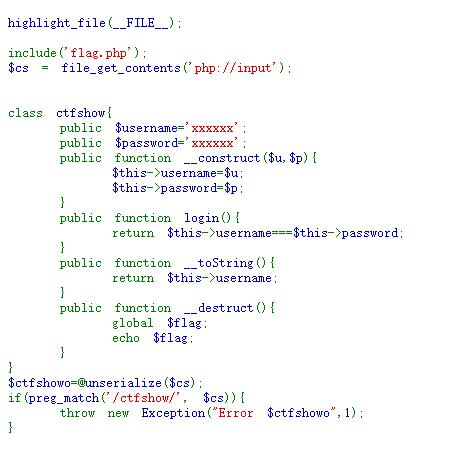 highlight_file(__FILE__);
include('flag.php');
$cs = file_get_contents('php://input');
class ctfshow{
public $username='xxxxxx';
public $password='xxxxxx';
public function __construct($u,$p){
$this->username=$u;
$this->password=$p;
}
public function login(){
return $this->username===$this->password;
}
public function __toString(){
return $this->username;
}
public function __destruct(){
global $flag;
echo $flag;
}
}
$ctfshowo=@unserialize($cs);
if(preg_match('/ctfshow/', $cs)){
throw new Exception("Error $ctfshowo",1);
}